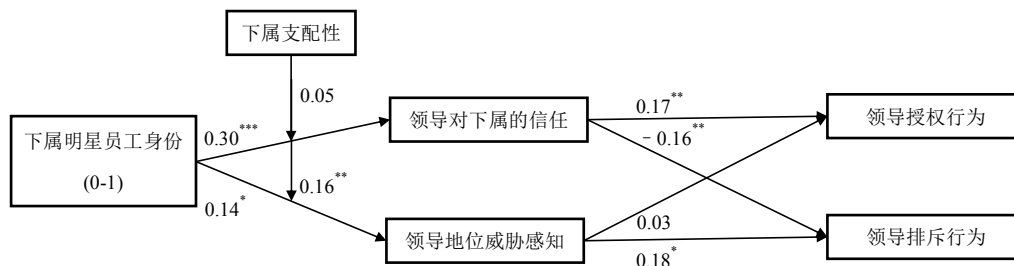 下属支配性
0.05
领导对下属的信任
0.17**
领导授权行为
下属明星员工身份
(0-1)
0.30***
－0.16**
0.16**
0.14*
领导地位威胁感知
0.03
0.18*
领导排斥行为